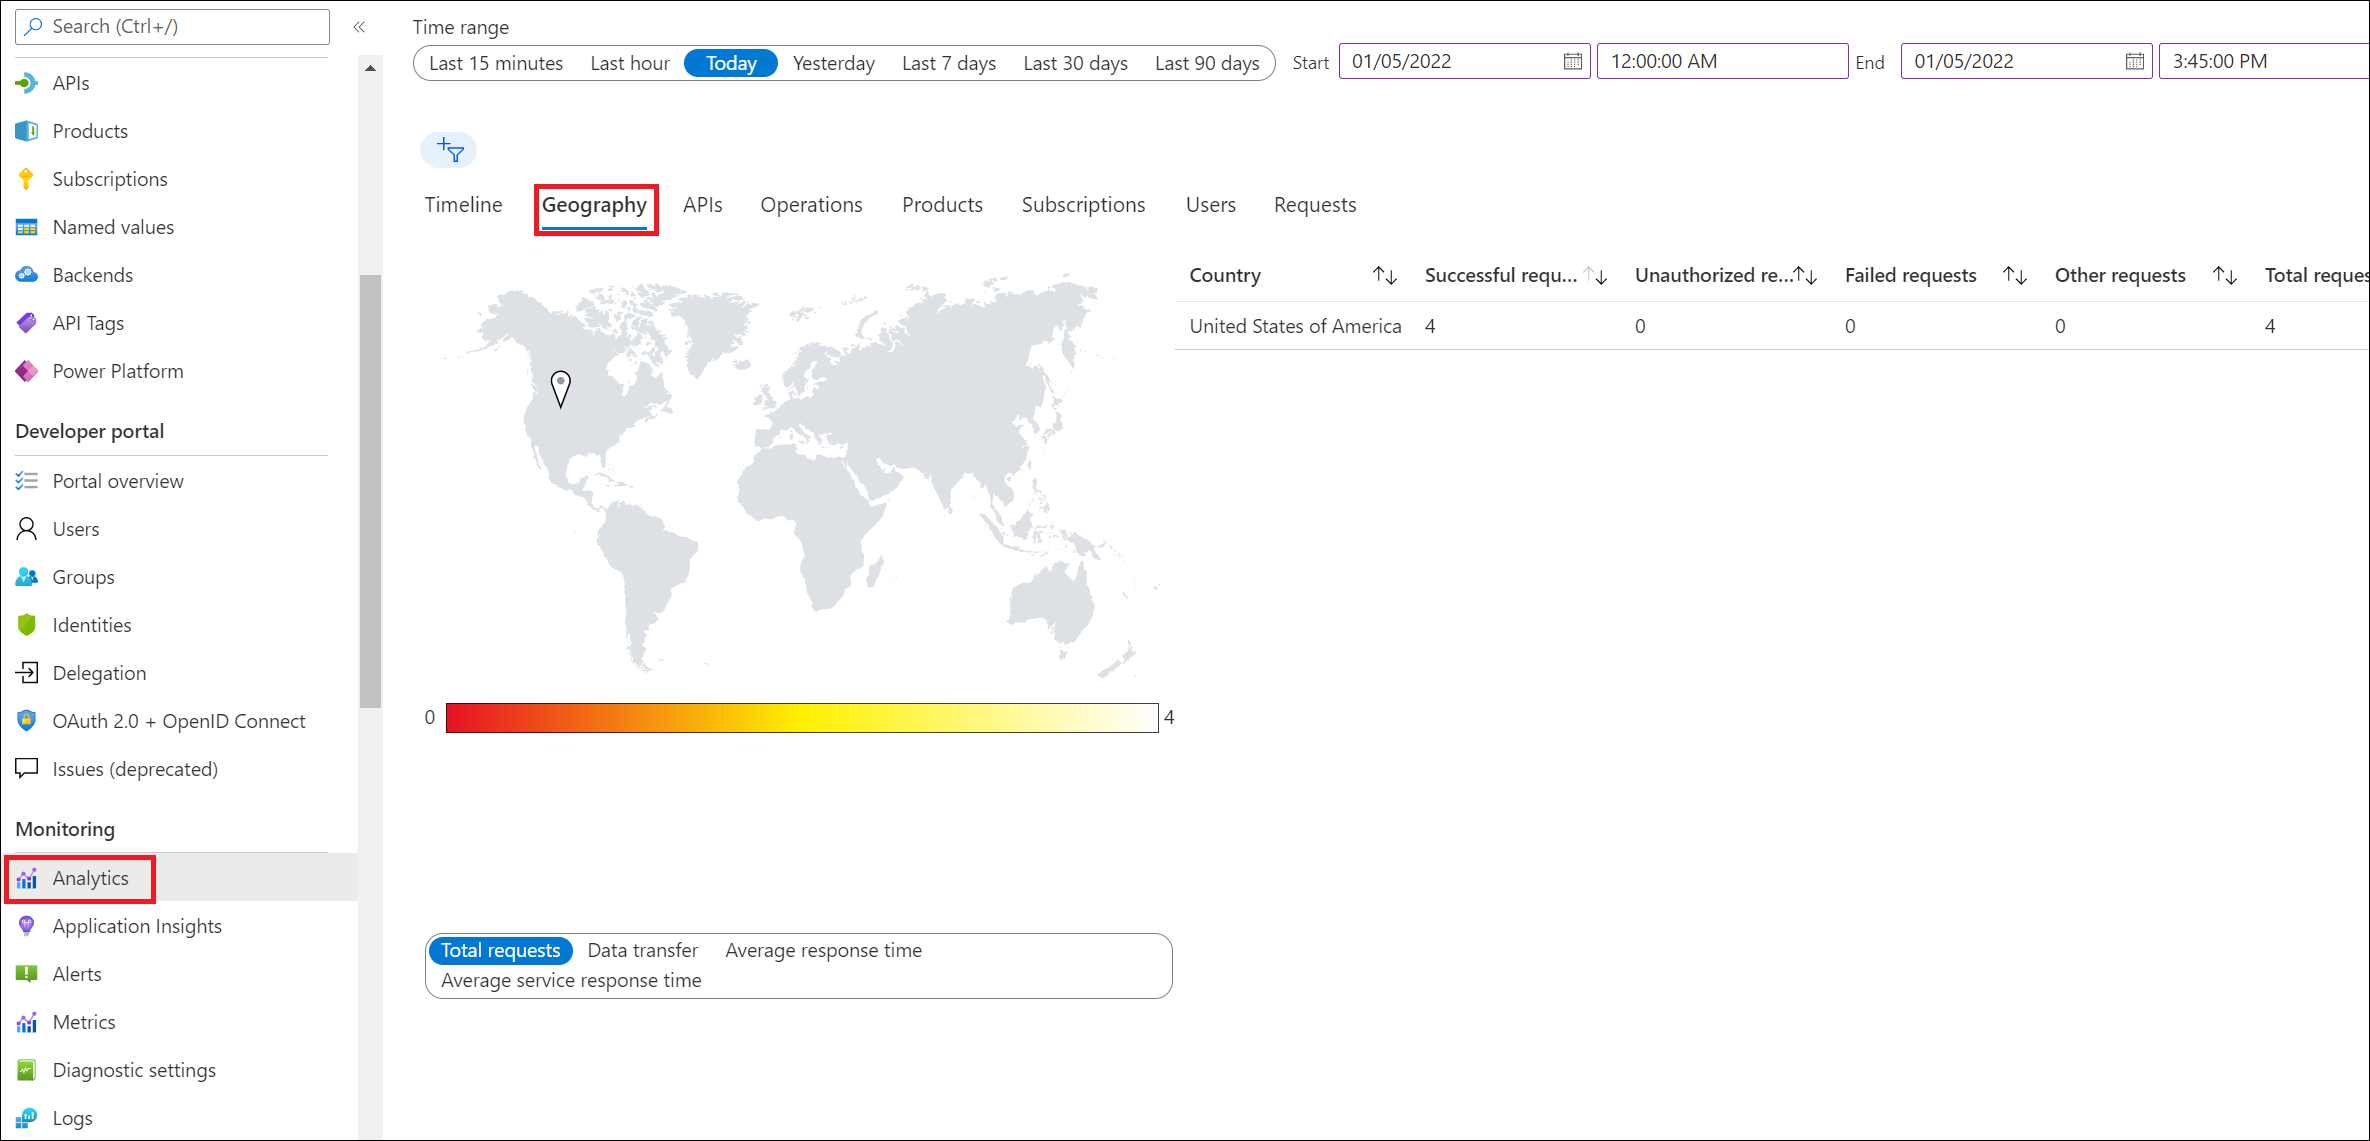 Search (Ctrl+/)
APIs
Products
Subscriptions
Named values
Backends
API Tags
Power Platform
Developer portal
Portal overview
Users
Groups
Identities
Delegation
OAuth 2.0 + OpenID Connect
Issues (deprecated)
Monitoring
Analytics
Application Insights
Alerts
Metrics
Diagnostic settings
Logs
Time range
Last 15 minutes Last hour Today Yesterday Last 7 days Last 30 days Last 90 days Start 01/05/2022 12:00:00 AM End 01/05/2022 3:45:00 PM
Timeline Geography APIs Operations Products Subscriptions Users Requests
Country Successful requ... Unauthorized re... Failed requests Other requests Total reques
United States of America 4 0 0 0 4
0 4
Total requests Data transfer Average response time
Average service response time